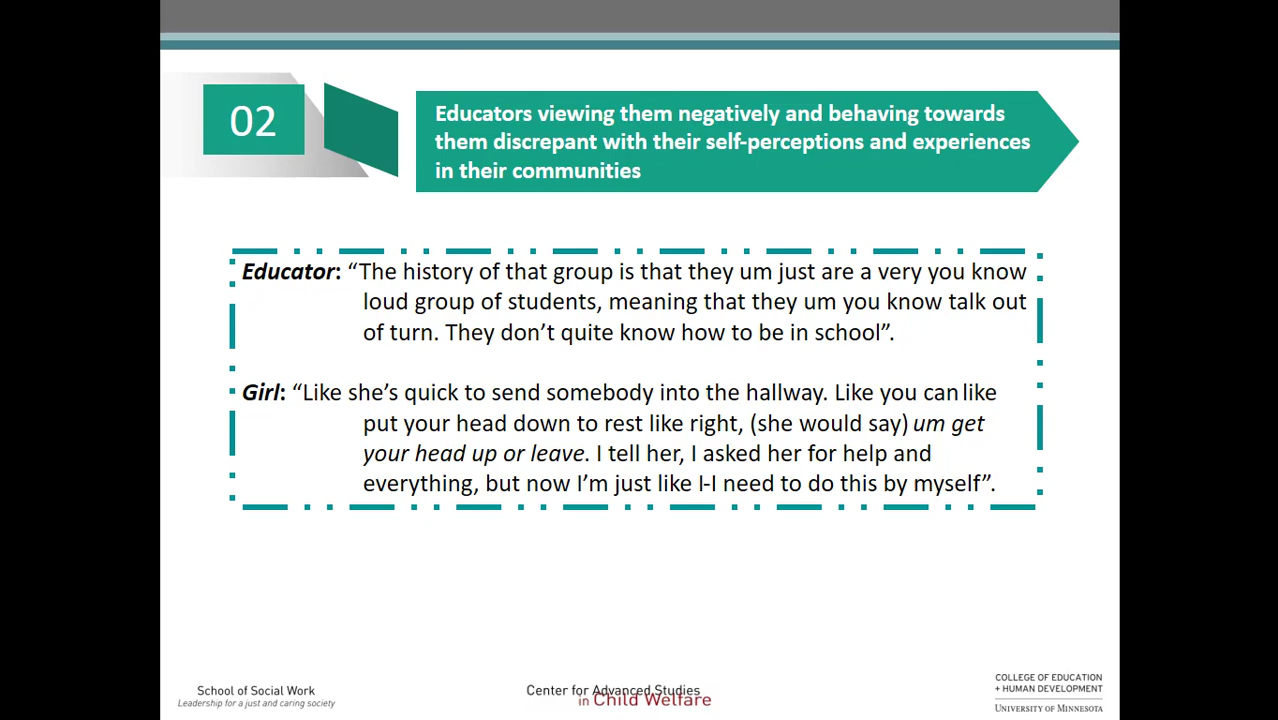 02
Educators viewing them negatively and behaving towards
them discrepant with their self-perceptions and experiences
in their communities
Educator: “The history of that group is that they um just are a very you know
loud group of students, meaning that they um you know talk out
of turn. They don’t quite know how to be in school”.
Girl: “Like she’s quick to send somebody into the hallway. Like you can like
put your head down to rest like right, (she would say) um get
your head up or leave. I tell her, I asked her for help and
everything, but now I’m just like I-I need to do this by myself”.
School of Social Work
Leadership for a just and caring society
Center for Advanced Studies
in Child Welfare
COLLEGE OF EDUCATION
+ HUMAN DEVELOPMENT
UNIVERSITY OF MINNESOTA